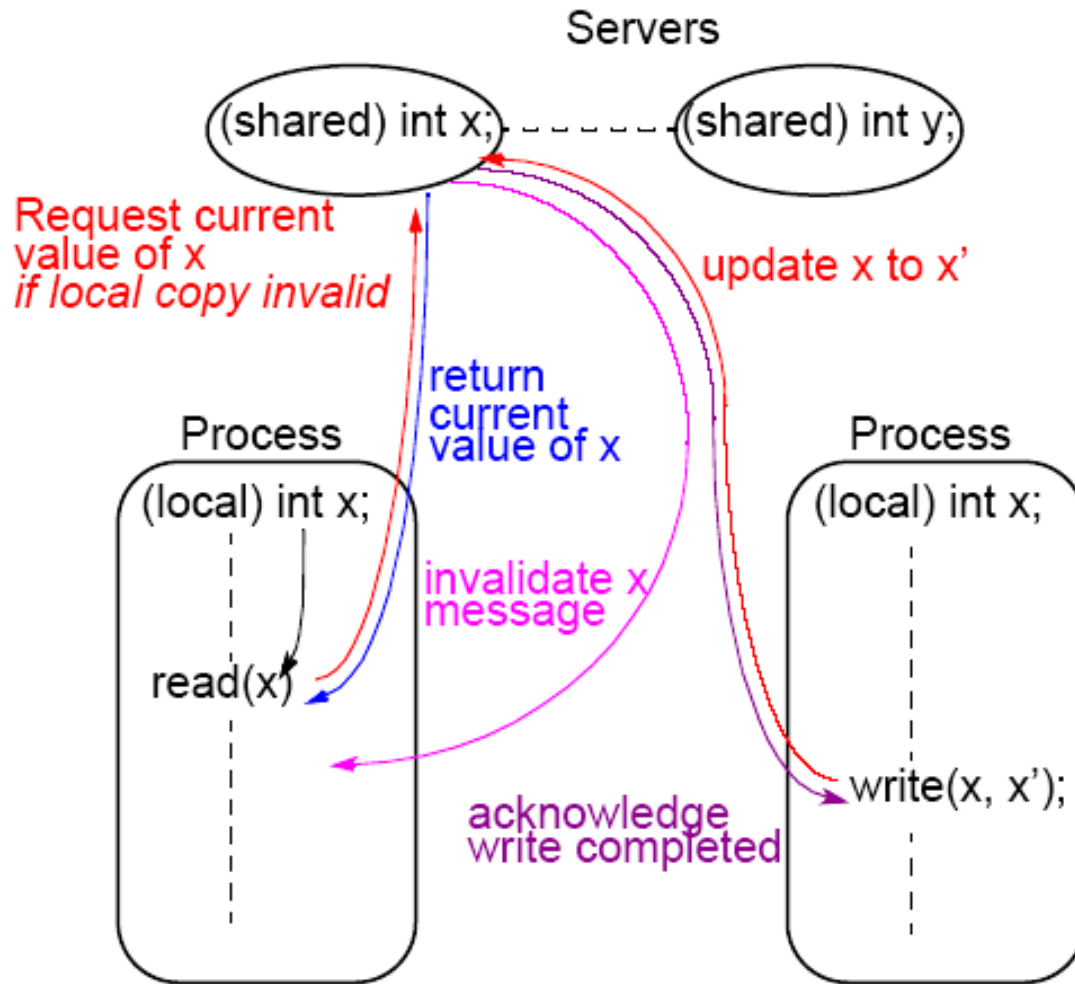 Servers
(shared) int x;
(shared) int y;
Request current
value of x
if local copy invalid
update x to x’
return
current
value of x
Process
Process
(local) int x;
(local) int x;
invalidate x
message
read(x)
write(x, x’);
acknowledge
write completed